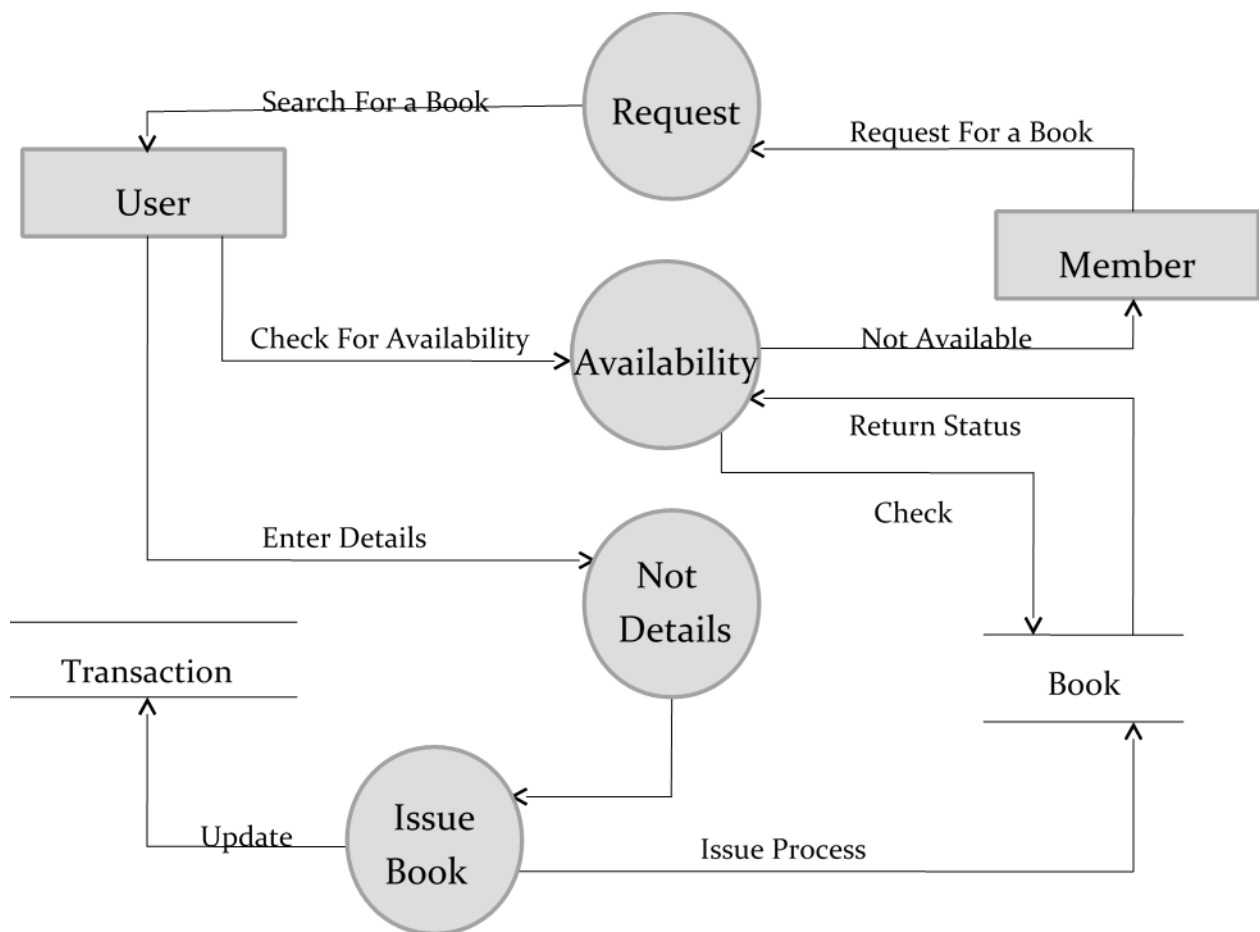 Search For a Book
Request
Request For a Book
User
Member
Check For Availability
Not Available
Availability
Return Status
Check
Enter Details
Not
Details
Transaction
Book
Issue
Book
Update
Issue Process